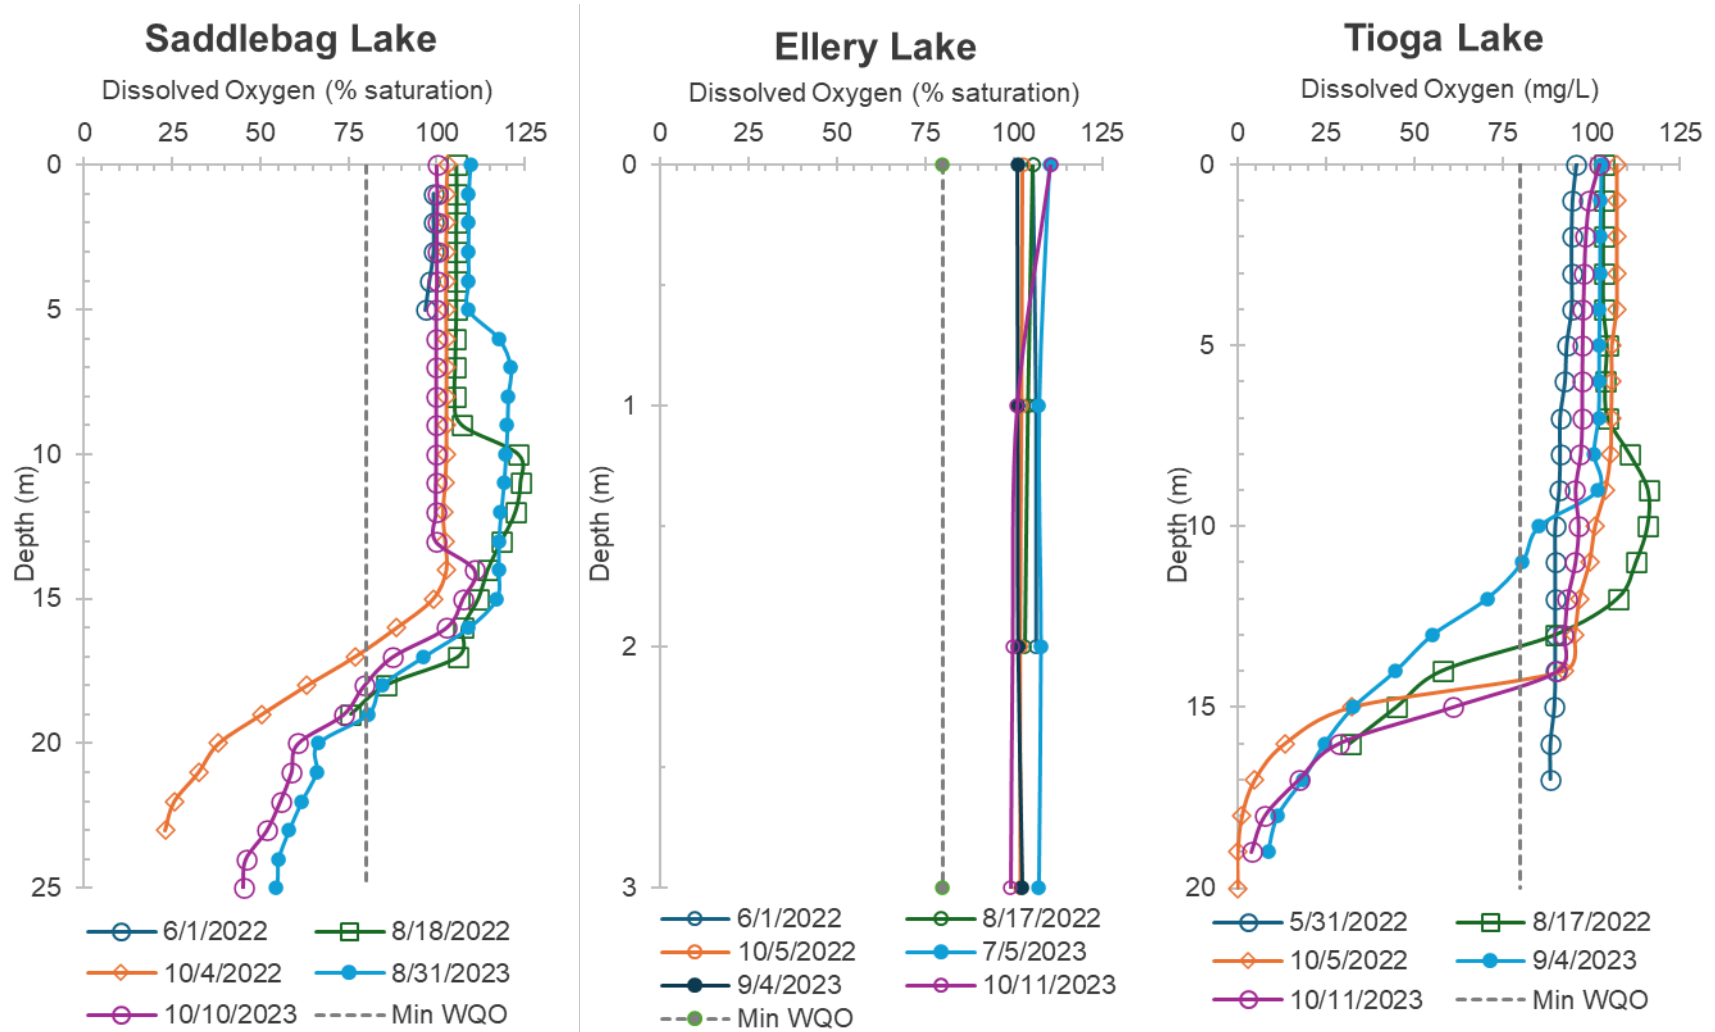 Saddlebag Lake
Dissolved Oxygen (% saturation)
0 25 50 75 100 125
0
5
10
15
20
25
Depth (m)
6/1/2022 8/18/2022
10/4/2022 8/31/2023
10/10/2023 Min WQO
Ellery Lake
Dissolved Oxygen (% saturation)
0 25 50 75 100 125
0
1
2
3
Depth (m)
6/1/2022 8/17/2022
10/5/2022 7/5/2023
9/4/2023 10/11/2023
Min WQO
Tioga Lake
Dissolved Oxygen (mg/L)
0 25 50 75 100 125
0
5
10
15
20
Depth (m)
5/31/2022 8/17/2022
10/5/2022 9/4/2023
10/11/2023 Min WQO